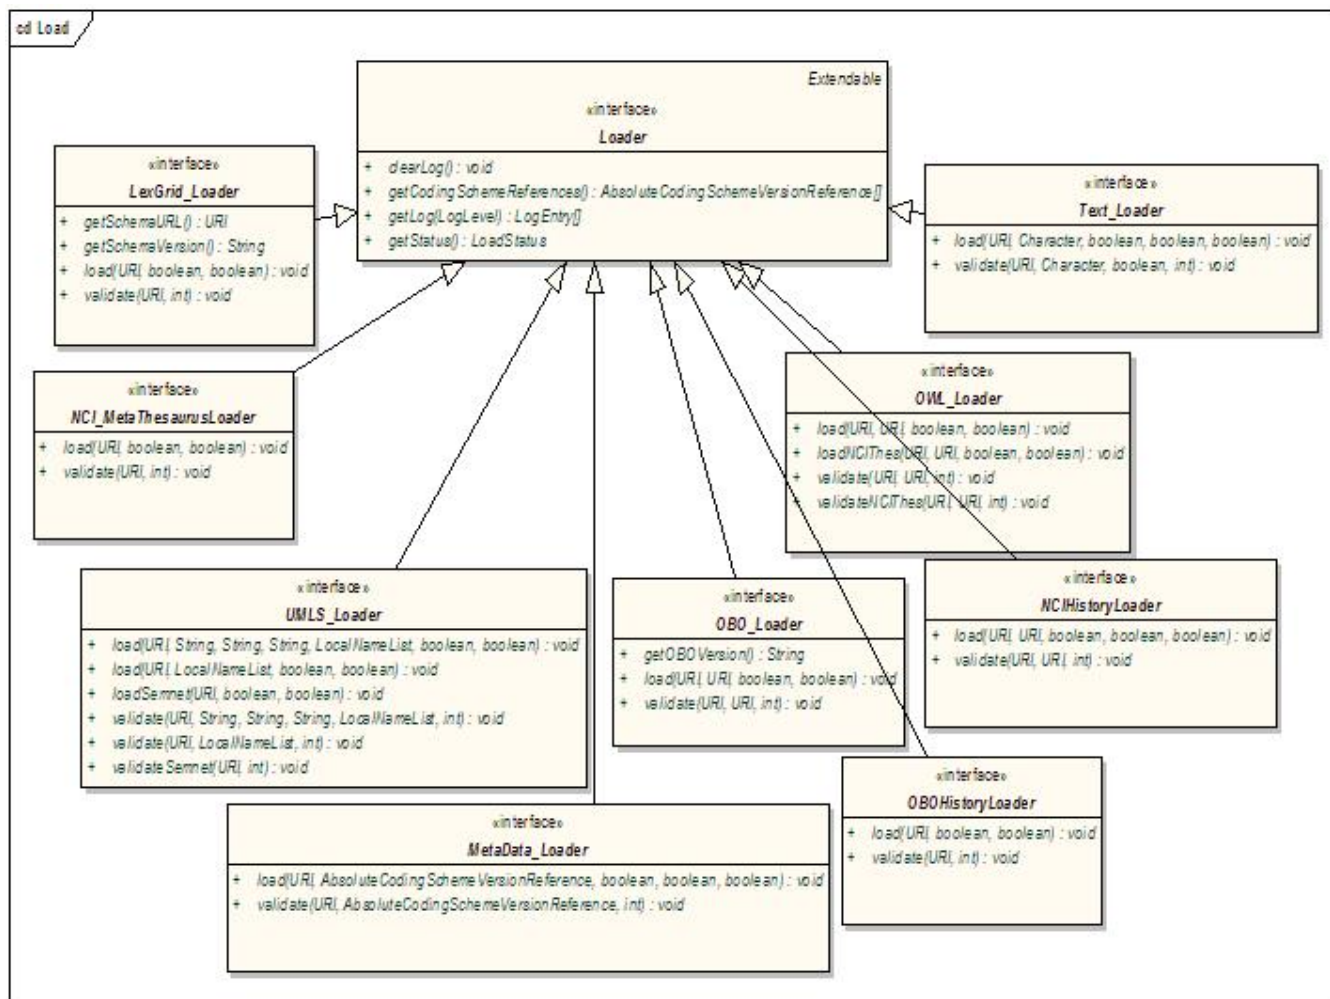 cd Load
Extendable
«interface»
Loader
+ clearLog() : void
+ getCodingSchemeReferences() : AbsoluteCodingSchemeVersionReference[]
+ getLog(LogLevel) : LogEntry[]
+ getStatus() : LoadStatus
«interface»
LexGrid_Loader
+ getSchemaURL() : URI
+ getSchemaVersion() : String
+ load(URI, boolean, boolean) : void
+ validate(URI, int) : void
«interface»
Text_Loader
+ load(URI, Character, boolean, boolean, boolean) : void
+ validate(URI, Character, boolean, int) : void
«interface»
NCI_MetaThesaurusLoader
+ load(URI, boolean, boolean) : void
+ validate(URI, int) : void
«interface»
OWL_Loader
+ load(URI, URI, boolean, boolean) : void
+ loadNCIThes(URI, URI, boolean, boolean) : void
+ validate(URI, URI, int) : void
+ validateNCIThes(URI, URI, int) : void
«interface»
UMLS_Loader
+ load(URI, String, String, String, LocalNameList, boolean, boolean) : void
+ load(URI, LocalNameList, boolean, boolean) : void
+ loadSemnet(URI, boolean, boolean) : void
+ validate(URI, String, String, String, LocalNameList, int) : void
+ validate(URI, LocalNameList, int) : void
+ validateSemnet(URI, int) : void
«interface»
OBO_Loader
+ getOBOVersion() : String
+ load(URI, URI, boolean, boolean) : void
+ validate(URI, URI, int) : void
«interface»
NCIHistoryLoader
+ load(URI, URI, boolean, boolean, boolean) : void
+ validate(URI, URI, int) : void
«interface»
OBOHistoryLoader
+ load(URI, boolean, boolean) : void
+ validate(URI, int) : void
«interface»
MetaData_Loader
+ load(URI, AbsoluteCodingSchemeVersionReference, boolean, boolean, boolean) : void
+ validate(URI, AbsoluteCodingSchemeVersionReference, int) : void